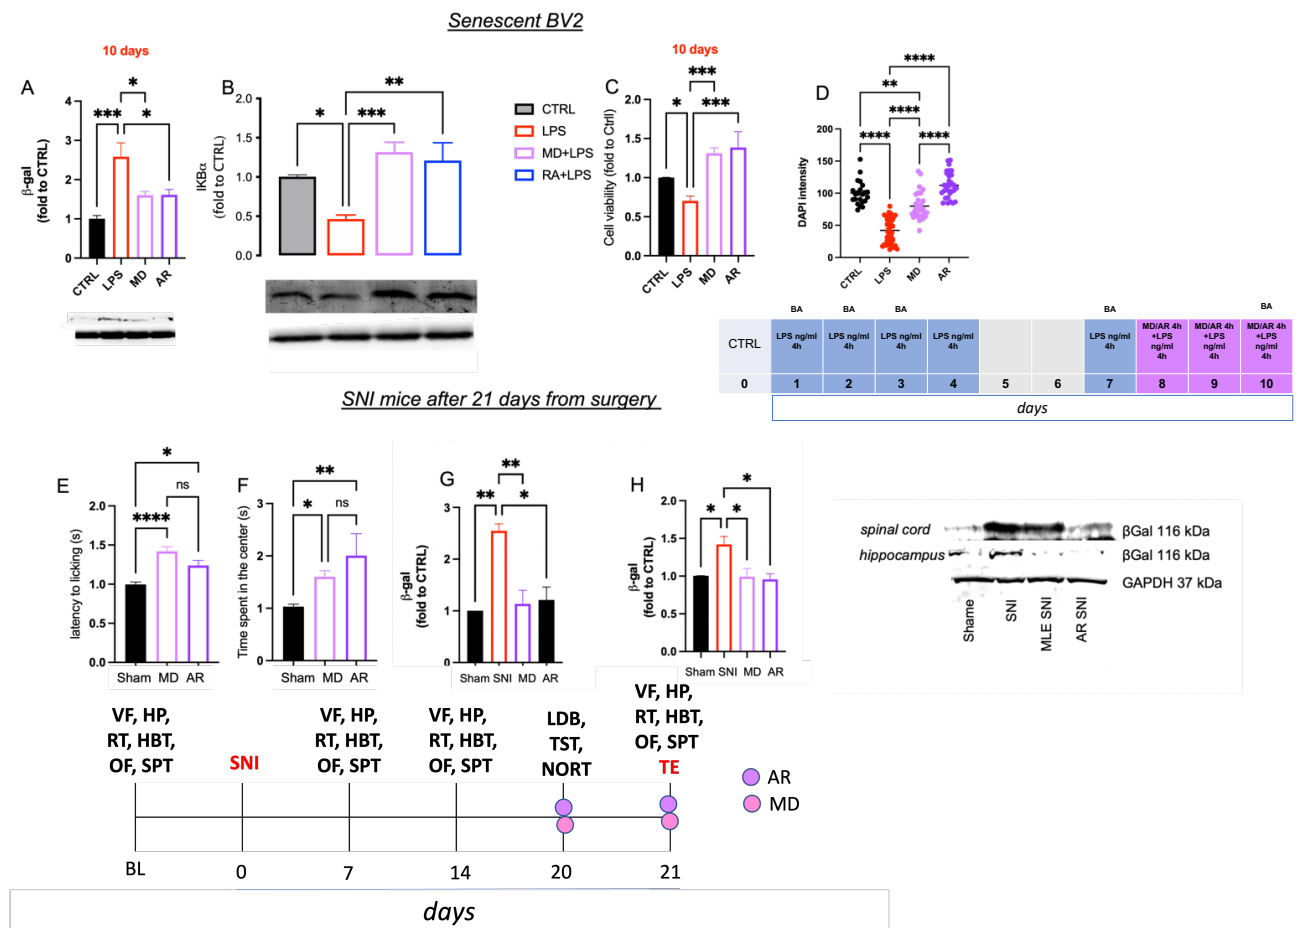 Senescent BV2
10 days
A
β-gal
(fold to CTRL)
4
3
2
1
0
***
*
*
CTRL
LPS
MD
AR
B
IKBα
(fold to CTRL)
2.0
1.5
1.0
0.5
0.0
*
***
**
CTRL
LPS
MD+LPS
RA+LPS
10 days
C
Cell viability (fold to Ctrll)
2.0
1.5
1.0
0.5
0.0
*
***
***
CTRL
LPS
MD
AR
D
DAPI intensity
200
150
100
50
0
****
**
****
****
****
CTRL
LPS
MD
AR
BA BA BA BA BA
CTRL
LPS ng/ml
4h
LPS ng/ml
4h
LPS ng/ml
4h
LPS ng/ml
4h
LPS ng/ml
4h
MD/AR 4h
+LPS
ng/ml
4h
MD/AR 4h
+LPS
ng/ml
4h
MD/AR 4h
+LPS
ng/ml
4h
0 1 2 3 4 5 6 7 8 9 10
days
SNI mice after 21 days from surgery
E
latency to licking (s)
2.0
1.5
1.0
0.5
0.0
*
ns
****
Sham MD AR
F
Time spent in the center (s)
3
2
1
0
**
*
ns
Sham MD AR
G
β-gal
(fold to CTRL)
3
2
1
0
**
**
*
Sham SNI MD AR
H
β-gal
(fold to CTRL)
2.0
1.5
1.0
0.5
0.0
*
*
*
Sham SNI MD AR
spinal cord
βGal 116 kDa
hippocampus
βGal 116 kDa
GAPDH 37 kDa
Shame
SNI
MLE SNI
AR SNI
VF, HP,
RT, HBT,
OF, SPT
SNI
VF, HP,
RT, HBT,
OF, SPT
VF, HP,
RT, HBT,
OF, SPT
LDB,
TST,
NORT
VF, HP,
RT, HBT,
OF, SPT
TE
AR
MD
BL 0 7 14 20 21
days